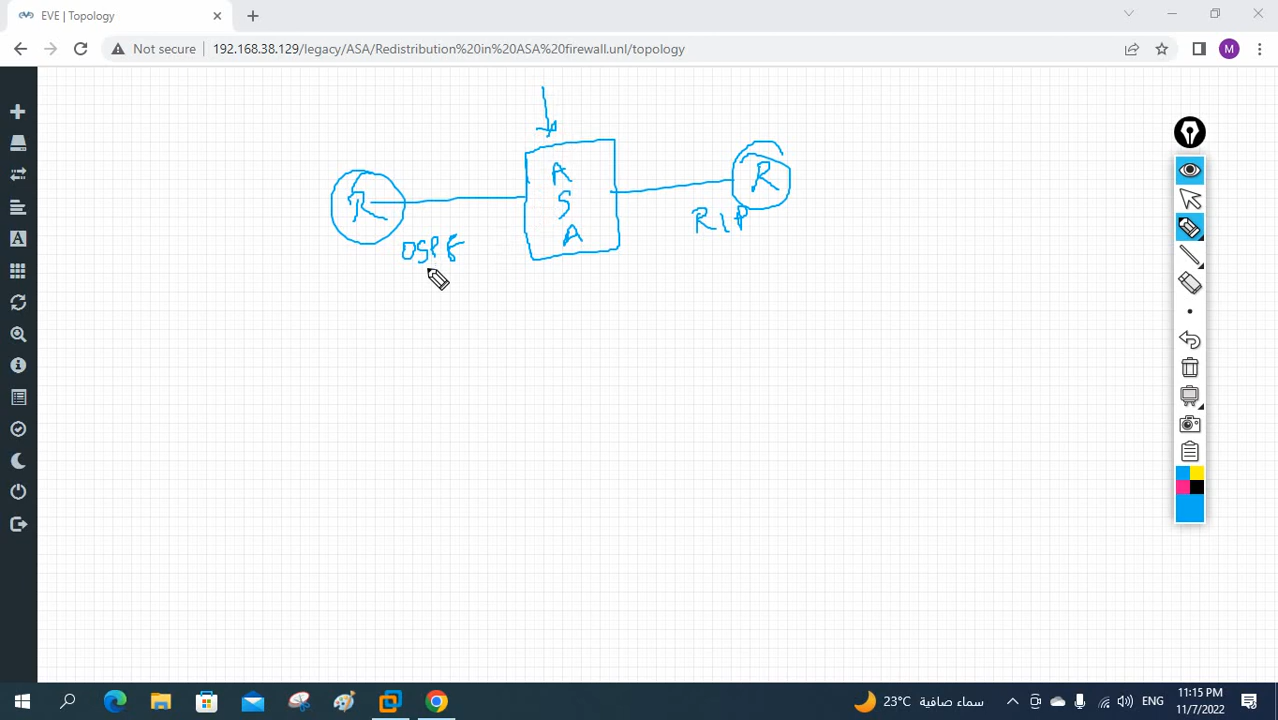 EVE | Topology
Not secure
192.168.38.129/legacy/ASA/Redistribution%20in%20ASA%20firewall.unl/topology
M
A
S
A
R
R
OSPF
RIP
A
23°C سماء صافية
ENG
11:15 PM
11/7/2022